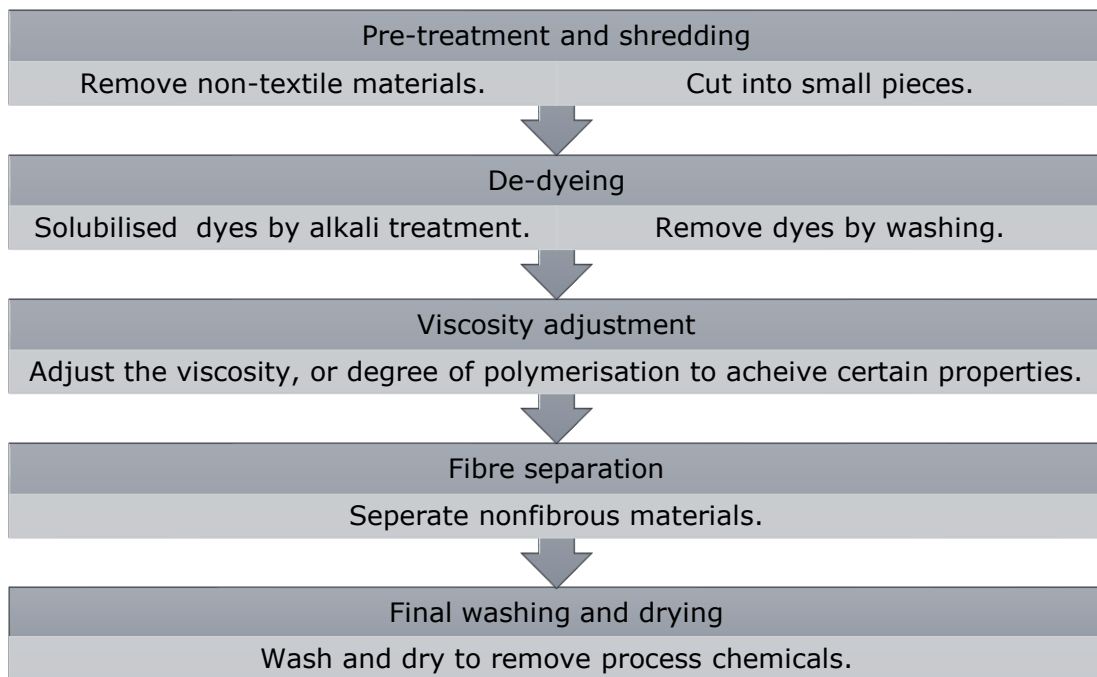 Pre-treatment and shredding
Remove non-textile materials.
Cut into small pieces.
De-dyeing
Solubilised  dyes by alkali treatment.
Remove dyes by washing.
Viscosity adjustment
Adjust the viscosity, or degree of polymerisation to acheive certain properties.
Fibre separation
Seperate nonfibrous materials.
Final washing and drying
Wash and dry to remove process chemicals.